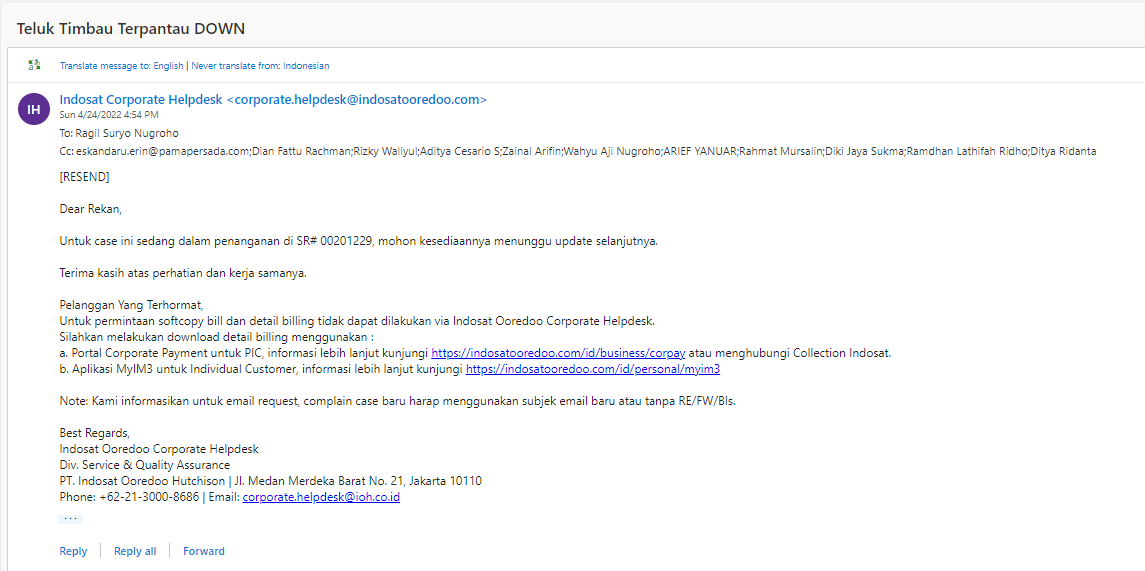 Teluk Timbau Terpantau DOWN
Translate message to: English | Never translate from: Indonesian
IH
Indosat Corporate Helpdesk <corporate.helpdesk@indosatooredoo.com>
Sun 4/24/2022 4:54 PM
To: Ragil Suryo Nugroho
Cc: eskandaru.erin@pamapersada.com;Dian Fattu Rachman;Rizky Waliyul;Aditya Cesario S;Zainal Arifin;Wahyu Aji Nugroho;ARIEF YANUAR;Rahmat Mursalin;Diki Jaya Sukma;Ramdhan Lathifah Ridho;Ditya Ridanta
[RESEND]
Dear Rekan,
Untuk case ini sedang dalam penanganan di SR# 00201229, mohon kesediaannya menunggu update selanjutnya.
Terima kasih atas perhatian dan kerja samanya.
Pelanggan Yang Terhormat,
Untuk permintaan softcopy bill dan detail billing tidak dapat dilakukan via Indosat Ooredoo Corporate Helpdesk.
Silahkan melakukan download detail billing menggunakan :
a. Portal Corporate Payment untuk PIC, informasi lebih lanjut kunjungi https://indosatooredoo.com/id/business/corpay atau menghubungi Collection Indosat.
b. Aplikasi MyIM3 untuk Individual Customer, informasi lebih lanjut kunjungi https://indosatooredoo.com/id/personal/myim3
Note: Kami informasikan untuk email request, complain case baru harap menggunakan subjek email baru atau tanpa RE/FW/Bls.
Best Regards,
Indosat Ooredoo Corporate Helpdesk
Div. Service & Quality Assurance
PT. Indosat Ooredoo Hutchison | Jl. Medan Merdeka Barat No. 21, Jakarta 10110
Phone: +62-21-3000-8686 | Email: corporate.helpdesk@ioh.co.id
...
Reply | Reply all | Forward